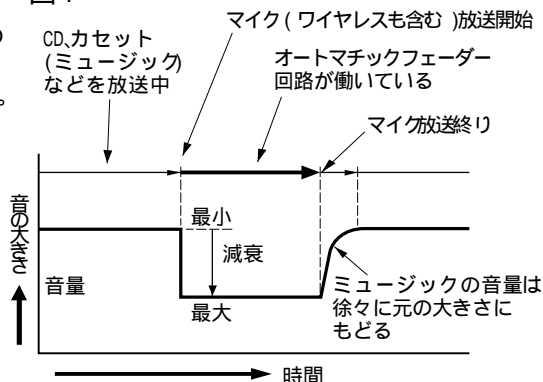 マイク(ワイヤレスも含む)放送開始
CD、カセット
(ミュージック)
などを放送中
オートマチックフェーダー
回路が働いている
マイク放送終り
音の大きさ
最小
減衰
音量
最大
ミュージックの音量は
徐々に元の大きさに
もどる
時間